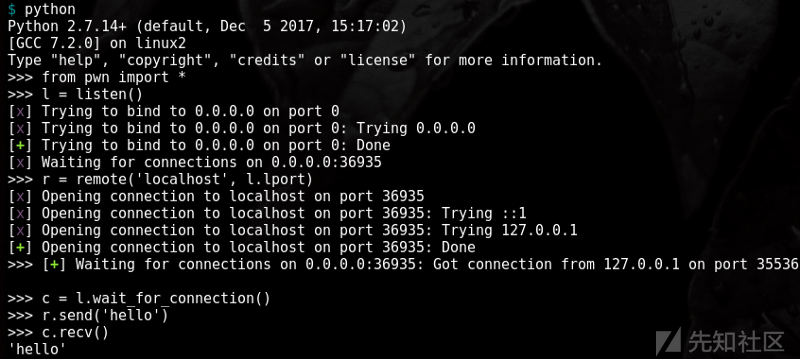 $ python
Python 2.7.14+ (default, Dec  5 2017, 15:17:02)
[GCC 7.2.0] on linux2
Type "help", "copyright", "credits" or "license" for more information.
>>> from pwn import *
>>> l = listen()
[x] Trying to bind to 0.0.0.0 on port 0
[x] Trying to bind to 0.0.0.0 on port 0: Trying 0.0.0.0
[+] Trying to bind to 0.0.0.0 on port 0: Done
[x] Waiting for connections on 0.0.0.0:36935
>>> r = remote('localhost', l.lport)
[x] Opening connection to localhost on port 36935
[x] Opening connection to localhost on port 36935: Trying ::1
[x] Opening connection to localhost on port 36935: Trying 127.0.0.1
[+] Opening connection to localhost on port 36935: Done
>>> [+] Waiting for connections on 0.0.0.0:36935: Got connection from 127.0.0.1 on port 35536
>>> c = l.wait_for_connection()
>>> r.send('hello')
>>> c.recv()
'hello'
先知社区